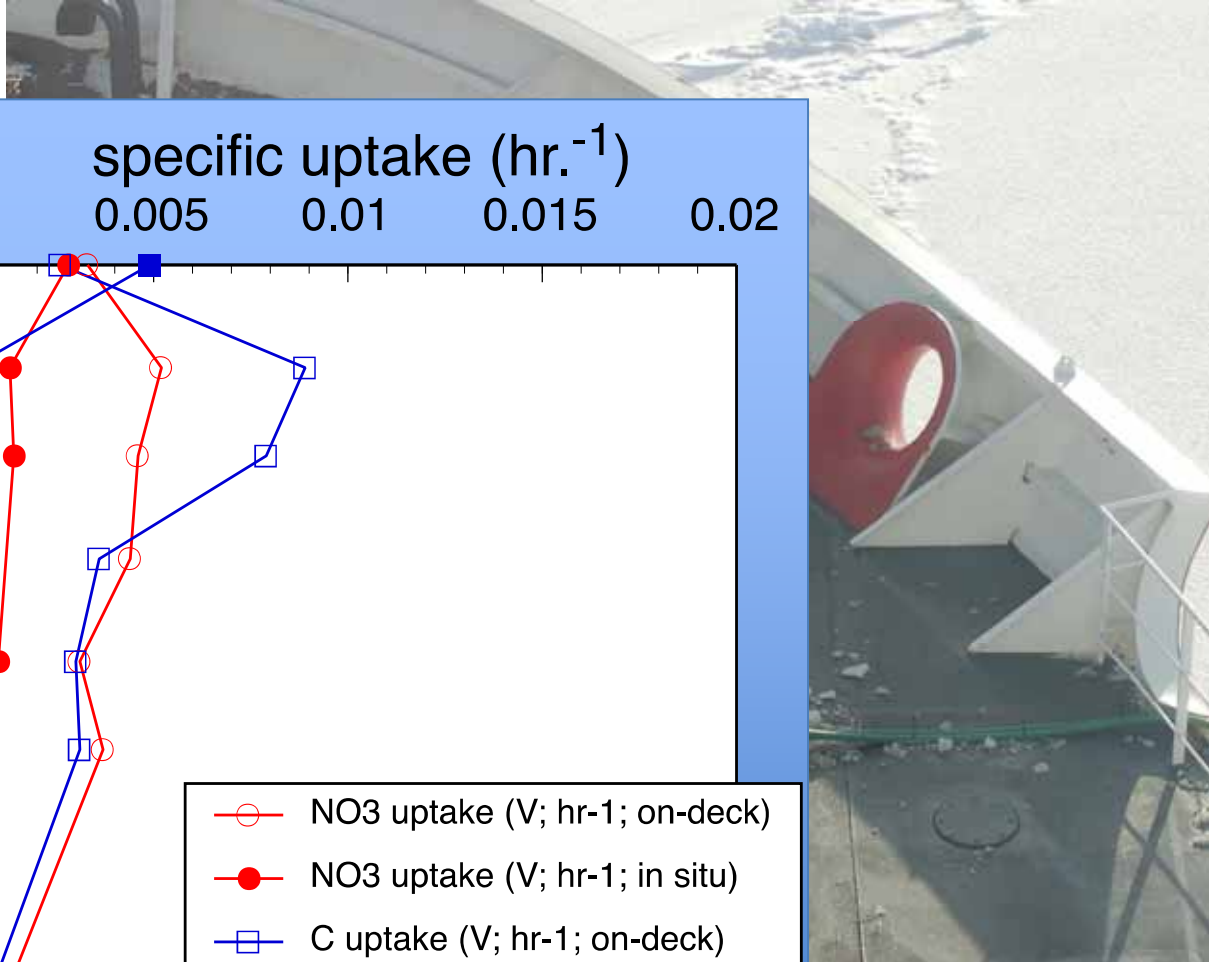 specific uptake (hr.-1)
0.005 0.01 0.015 0.02
NO3 uptake (V; hr-1; on-deck)
NO3 uptake (V; hr-1; in situ)
C uptake (V; hr-1; on-deck)